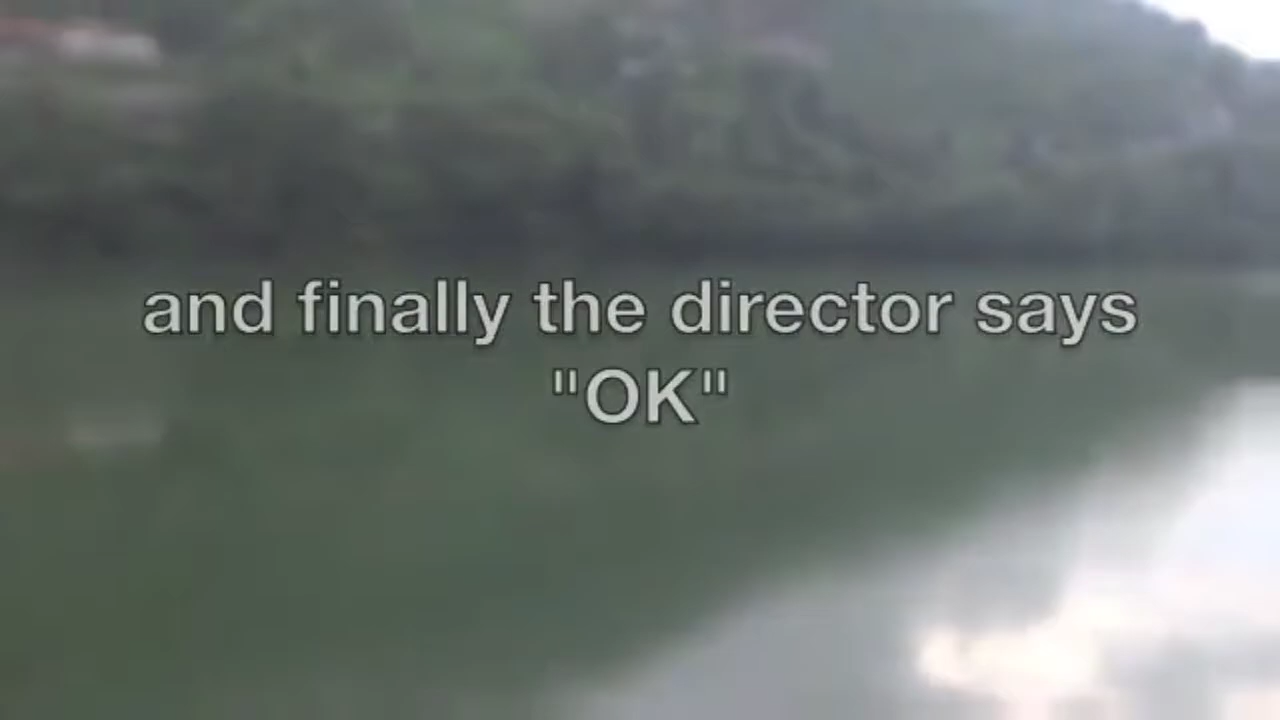 and finally the director says
"OK"